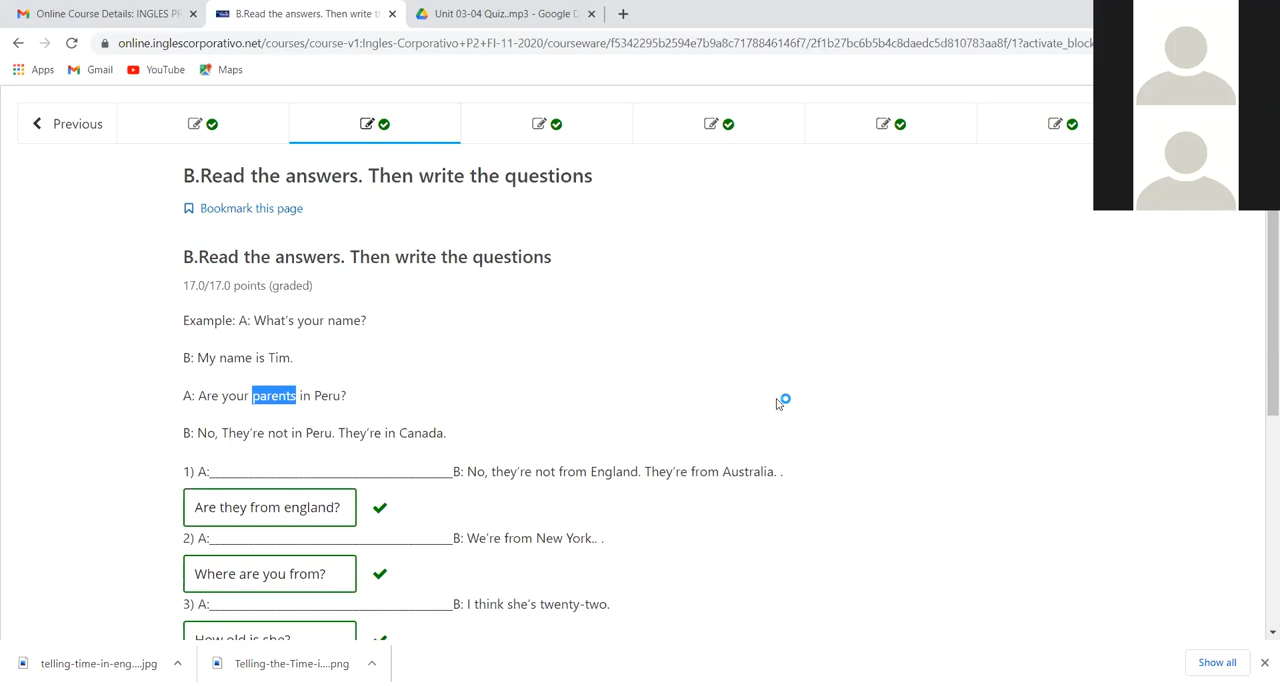 Online Course Details: INGLES PR
B.Read the answers. Then write t
Unit 03-04 Quiz..mp3 - Google D
online.inglescorporativo.net/courses/course-v1:Ingles-Corporativo+P2+FI-11-2020/courseware/f5342295b2594e7b9a8c7178846146f7/2f1b27bc6b5b4c8daedc5d810783aa8f/1?activate_block
Apps
Gmail
YouTube
Maps
Previous
B.Read the answers. Then write the questions
Bookmark this page
B.Read the answers. Then write the questions
17.0/17.0 points (graded)
Example: A: What's your name?
B: My name is Tim.
A: Are your parents in Peru?
B: No, They're not in Peru. They're in Canada.
1) A:________________________________B: No, they're not from England. They're from Australia. .
Are they from england?
2) A:________________________________B: We're from New York.. .
Where are you from?
3) A:________________________________B: I think she's twenty-two.
How old is she?
telling-time-in-eng....jpg
Telling-the-Time-i....png
Show all